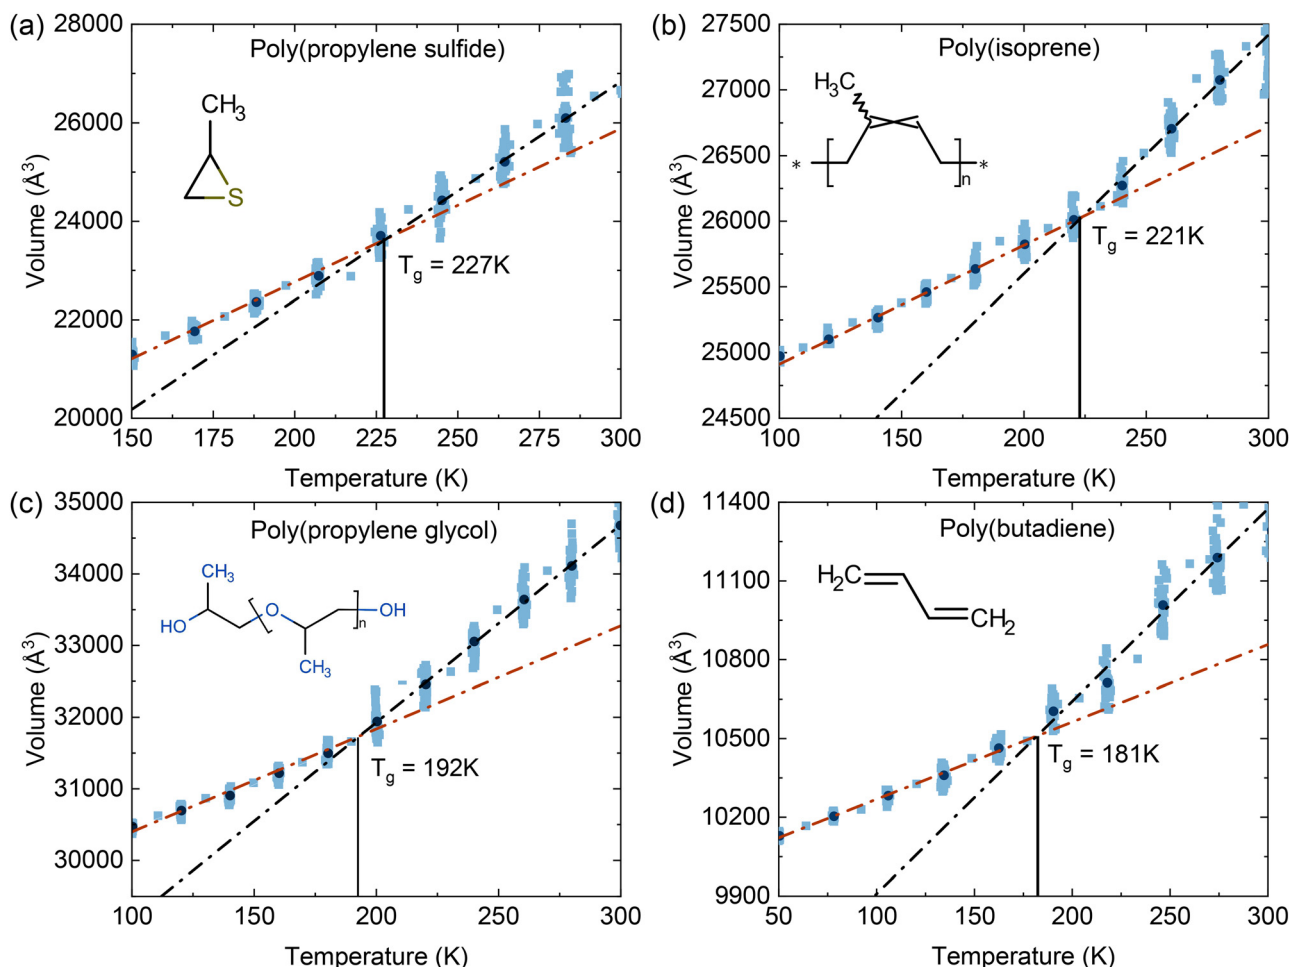 (a)
Poly(propylene sulfide)
CH₃
S
T_g = 227K
28000
26000
24000
22000
20000
150 175 200 225 250 275 300
Volume (Å³)
Temperature (K)
(b)
Poly(isoprene)
H₃C
*
*
n
T_g = 221K
27500
27000
26500
26000
25500
25000
24500
100 150 200 250 300
Volume (Å³)
Temperature (K)
(c)
Poly(propylene glycol)
CH₃
HO
O
CH₃
OH
n
T_g = 192K
35000
34000
33000
32000
31000
30000
100 150 200 250 300
Volume (Å³)
Temperature (K)
(d)
Poly(butadiene)
H₂C
CH₂
T_g = 181K
11400
11100
10800
10500
10200
9900
50 100 150 200 250 300
Volume (Å³)
Temperature (K)